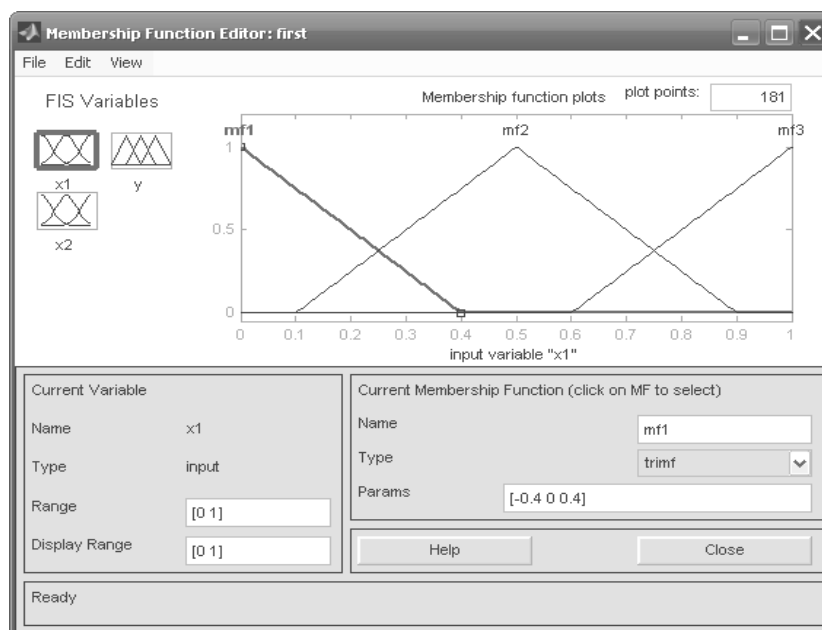 Membership Function Editor: first
File Edit View
FIS Variables
Membership function plots plot points: 181
x1
y
x2
mf1 mf2 mf3
1
0.5
0
0 0.1 0.2 0.3 0.4 0.5 0.6 0.7 0.8 0.9 1
input variable "x1"
Current Variable
Name x1
Type input
Range [0 1]
Display Range [0 1]
Current Membership Function (click on MF to select)
Name mf1
Type trimf
Params [-0.4 0 0.4]
Help Close
Ready